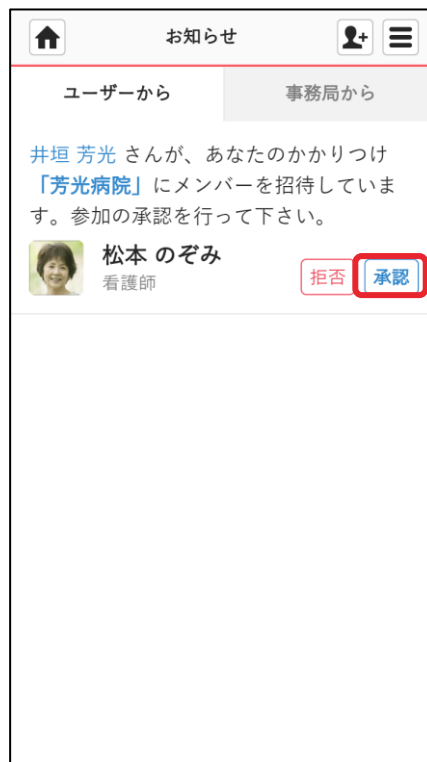 お知らせ
ユーザーから
事務局から
井垣 芳光 さんが、あなたのかかりつけ
「芳光病院」にメンバーを招待していま
す。参加の承認を行って下さい。
松本 のぞみ
看護師
拒否
承認